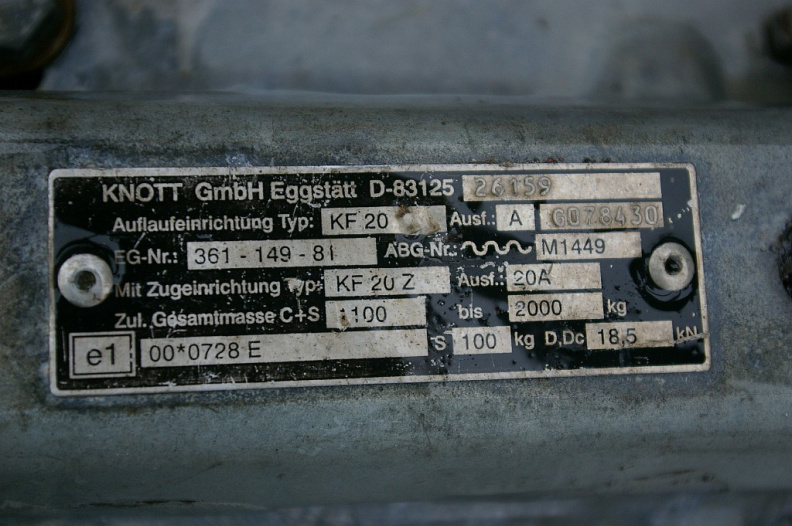 KNOTT GmbH Eggstätt D-83125 26159
Auflaufeinrichtung Typ: KF 20 Ausf.: A G078430
EG-Nr.: 361 - 149 - 81 ABG-Nr.: M1449
Mit Zugeinrichtung Typ: KF 20 Z Ausf.: 20A
Zul. Gesamtmasse C+S 1100 bis 2000 kg
e1 00*0728 E S 100 kg D,Dc 18,5 kN